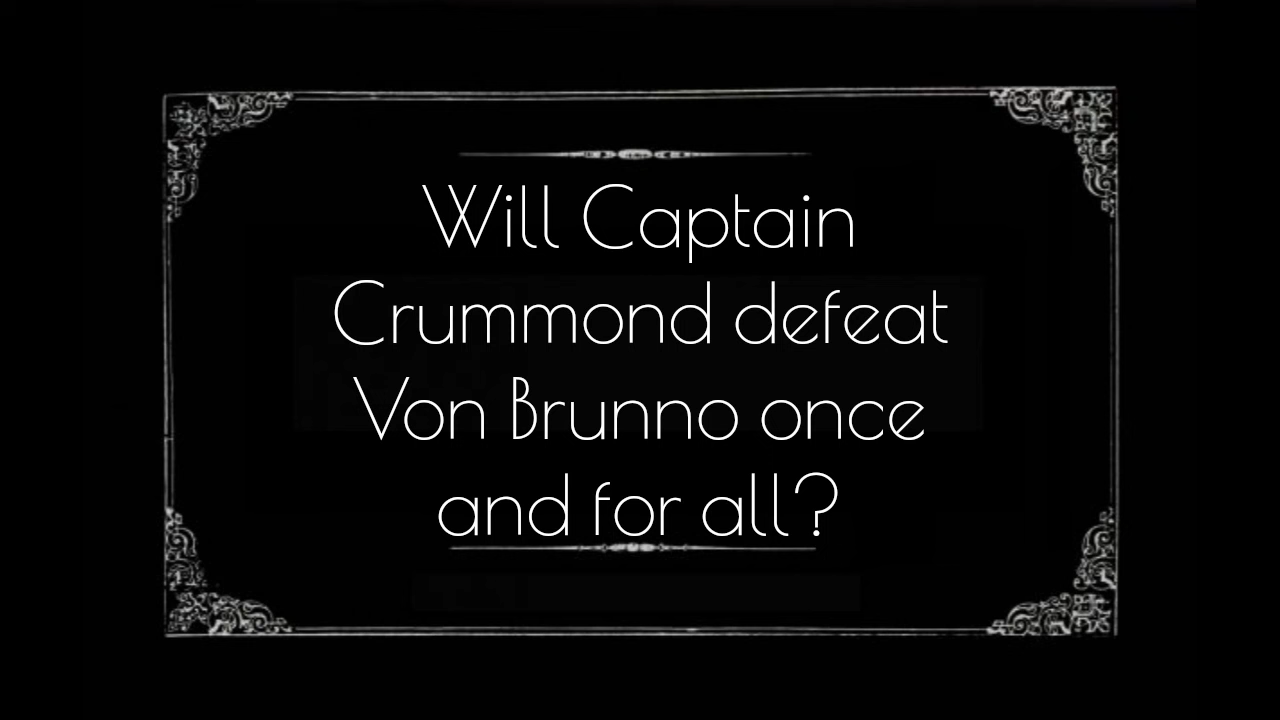 Will Captain
Crummond defeat
Von Brunno once
and for all?